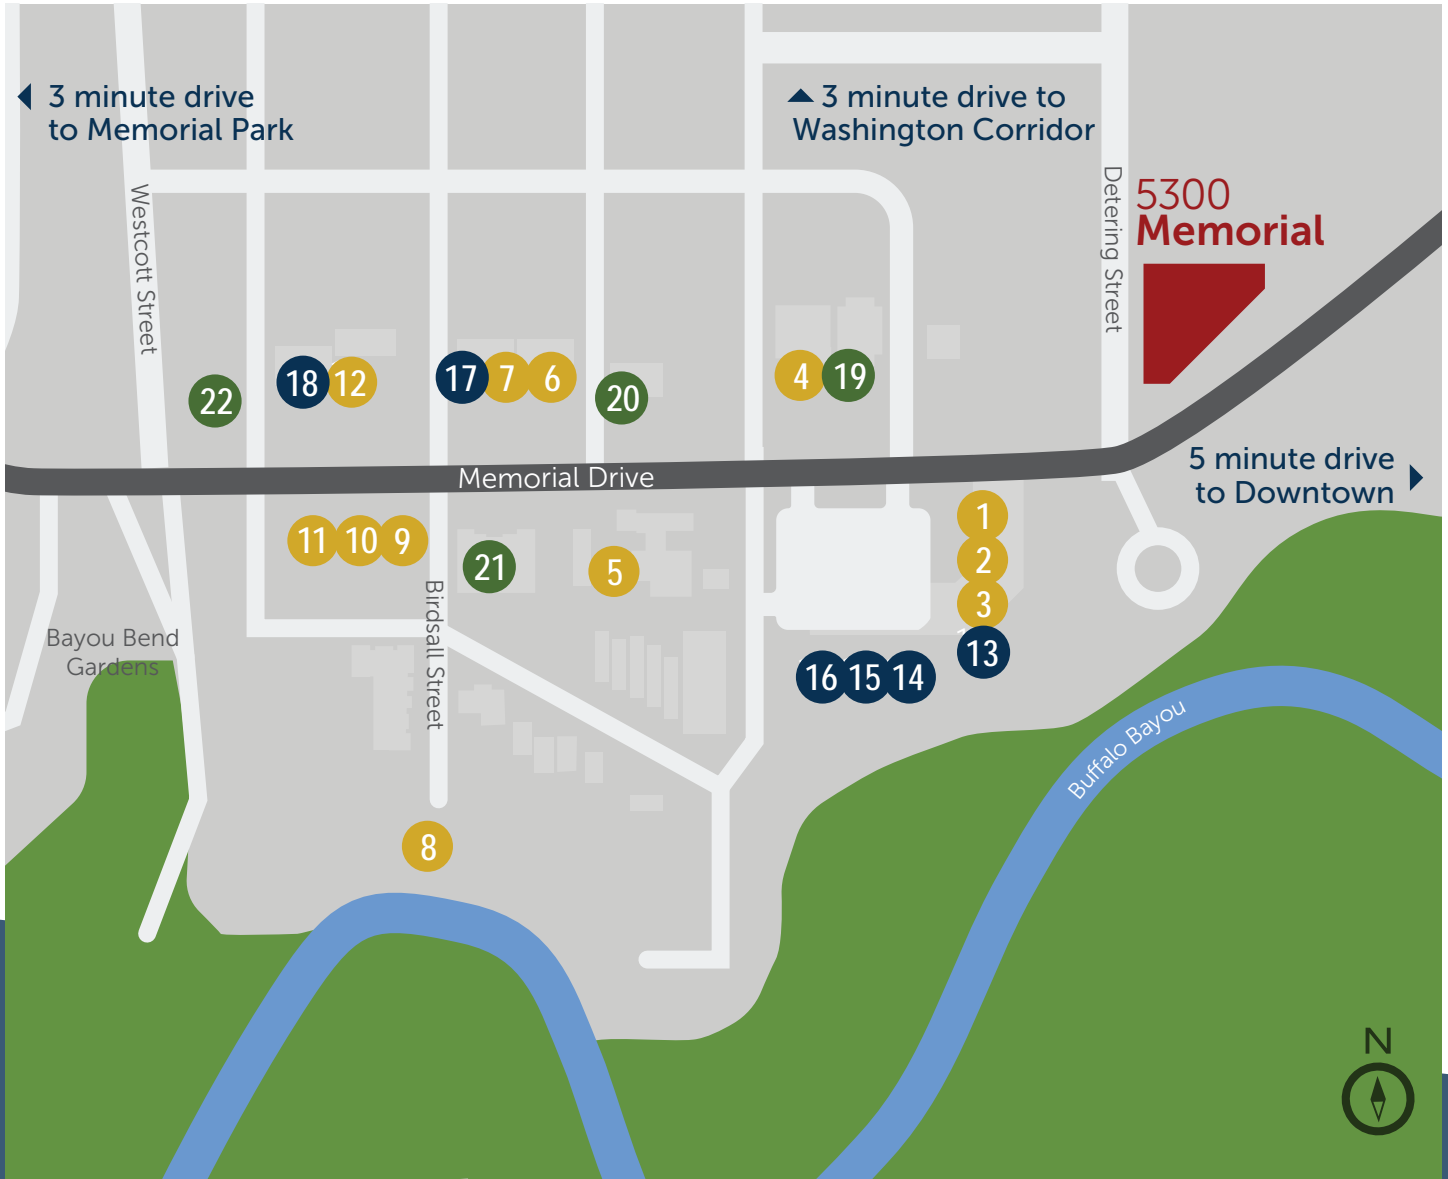 3 minute drive
to Memorial Park
3 minute drive to
Washington Corridor
Westcott Street
Detering Street
5300
Memorial
22
18
12
17
7
6
20
4
19
Memorial Drive
5 minute drive
to Downtown
11
10
9
21
5
1
2
3
13
16
15
14
Birdsall Street
Bayou Bend
Gardens
Buffalo Bayou
8
N